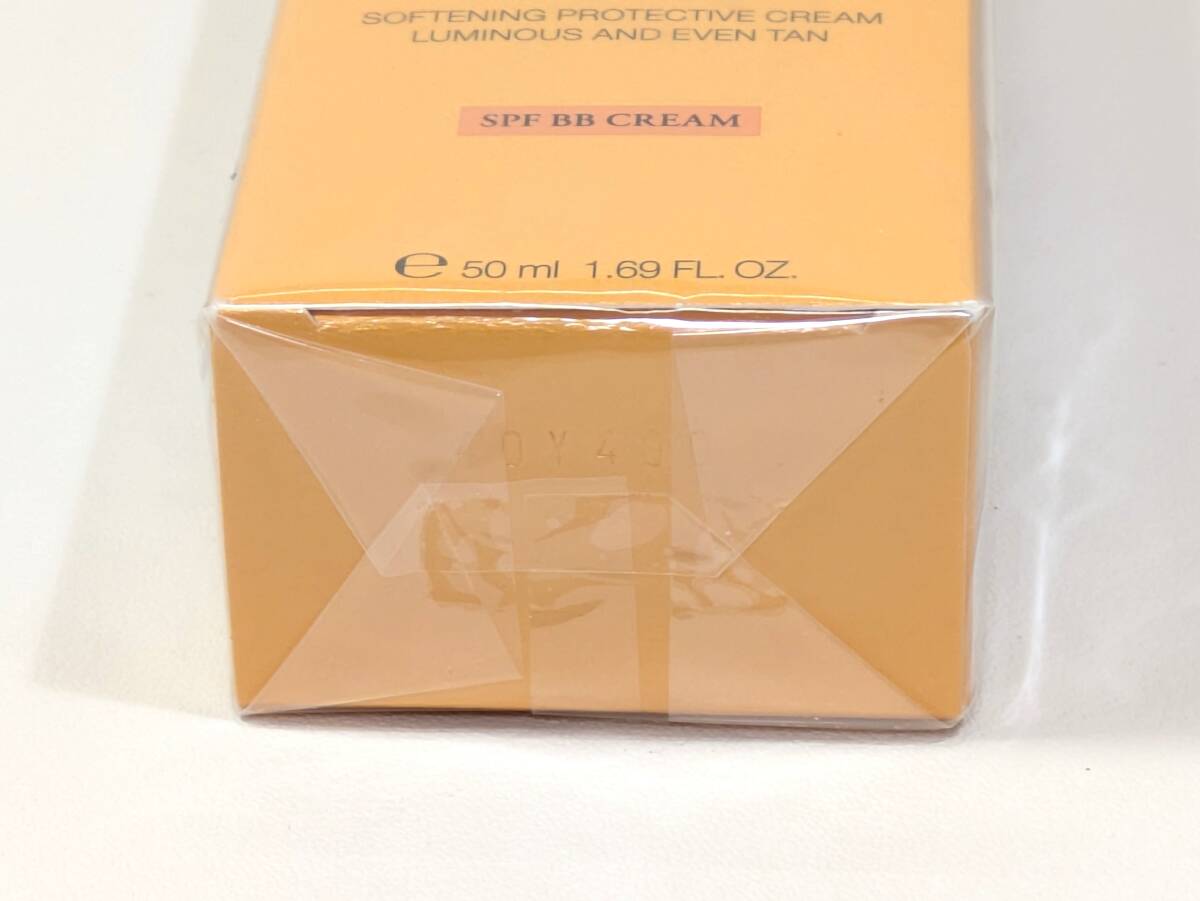 SOFTENING PROTECTIVE CREAM
LUMINOUS AND EVEN TAN
SPF BB CREAM
℮ 50 ml 1.69 FL. OZ.